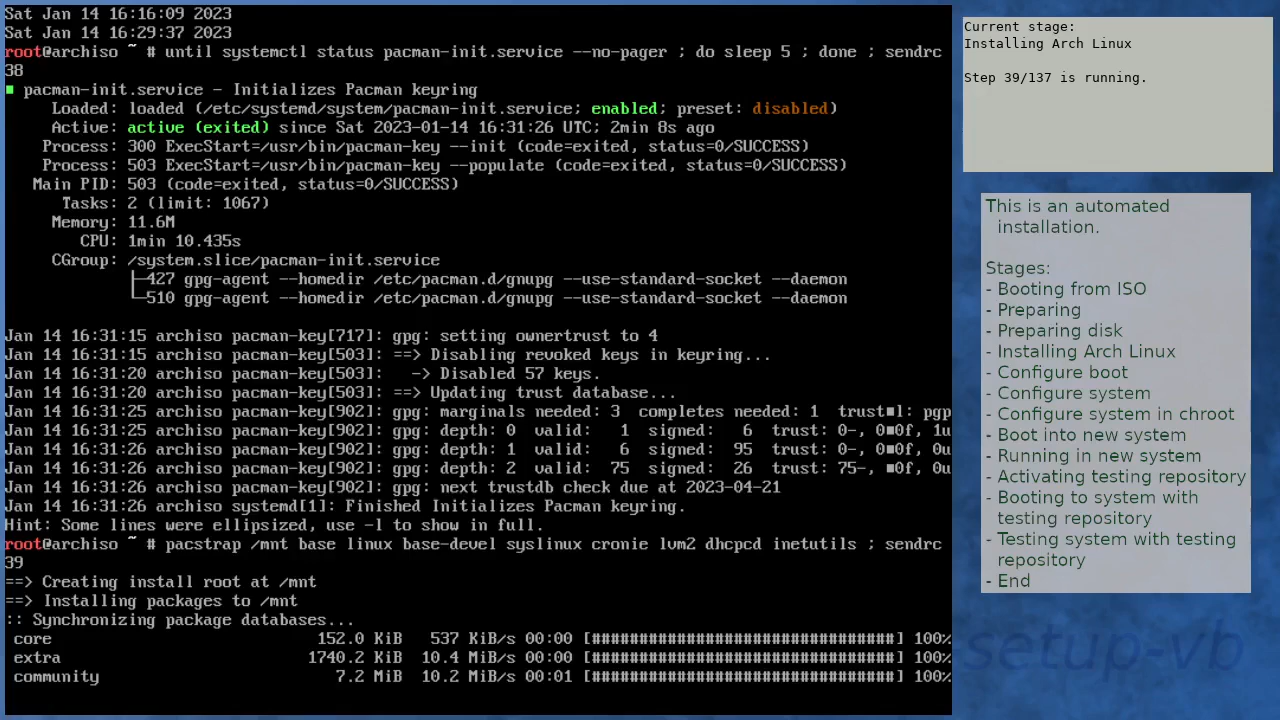 Sat Jan 14 16:16:09 2023
Sat Jan 14 16:29:37 2023
root@archiso ~ # until systemctl status pacman-init.service --no-pager ; do sleep 5 ; done ; sendrc
38
■ pacman-init.service - Initializes Pacman keyring
Loaded: loaded (/etc/systemd/system/pacman-init.service; enabled; preset: disabled)
Active: active (exited) since Sat 2023-01-14 16:31:26 UTC; 2min 8s ago
Process: 300 ExecStart=/usr/bin/pacman-key --init (code=exited, status=0/SUCCESS)
Process: 503 ExecStart=/usr/bin/pacman-key --populate (code=exited, status=0/SUCCESS)
Main PID: 503 (code=exited, status=0/SUCCESS)
Tasks: 2 (limit: 1067)
Memory: 11.6M
CPU: 1min 10.435s
CGroup: /system.slice/pacman-init.service
├─427 gpg-agent --homedir /etc/pacman.d/gnupg --use-standard-socket --daemon
└─510 gpg-agent --homedir /etc/pacman.d/gnupg --use-standard-socket --daemon
Jan 14 16:31:15 archiso pacman-key[717]: gpg: setting ownertrust to 4
Jan 14 16:31:15 archiso pacman-key[503]: ==> Disabling revoked keys in keyring...
Jan 14 16:31:20 archiso pacman-key[503]:   -> Disabled 57 keys.
Jan 14 16:31:20 archiso pacman-key[503]: ==> Updating trust database...
Jan 14 16:31:25 archiso pacman-key[902]: gpg: marginals needed: 3  completes needed: 1  trust■l: pgp
Jan 14 16:31:25 archiso pacman-key[902]: gpg: depth: 0  valid:   1  signed:   6  trust: 0-, 0■0f, 1u
Jan 14 16:31:26 archiso pacman-key[902]: gpg: depth: 1  valid:   6  signed:  95  trust: 0-, 0■0f, 0u
Jan 14 16:31:26 archiso pacman-key[902]: gpg: depth: 2  valid:  75  signed:  26  trust: 75-, ■0f, 0u
Jan 14 16:31:26 archiso pacman-key[902]: gpg: next trustdb check due at 2023-04-21
Jan 14 16:31:26 archiso systemd[1]: Finished Initializes Pacman keyring.
Hint: Some lines were ellipsized, use -l to show in full.
root@archiso ~ # pacstrap /mnt base linux base-devel syslinux cronie lvm2 dhcpcd inetutils ; sendrc
39
==> Creating install root at /mnt
==> Installing packages to /mnt
:: Synchronizing package databases...
core 152.0 KiB 537 KiB/s 00:00 [#################################] 100%
extra 1740.2 KiB 10.4 MiB/s 00:00 [#################################] 100%
community 7.2 MiB 10.2 MiB/s 00:01 [#################################] 100%
Current stage:
Installing Arch Linux
Step 39/137 is running.
This is an automated
installation.
Stages:
- Booting from ISO
- Preparing
- Preparing disk
- Installing Arch Linux
- Configure boot
- Configure system
- Configure system in chroot
- Boot into new system
- Running in new system
- Activating testing repository
- Booting to system with
testing repository
- Testing system with testing
repository
- End
setup-vb